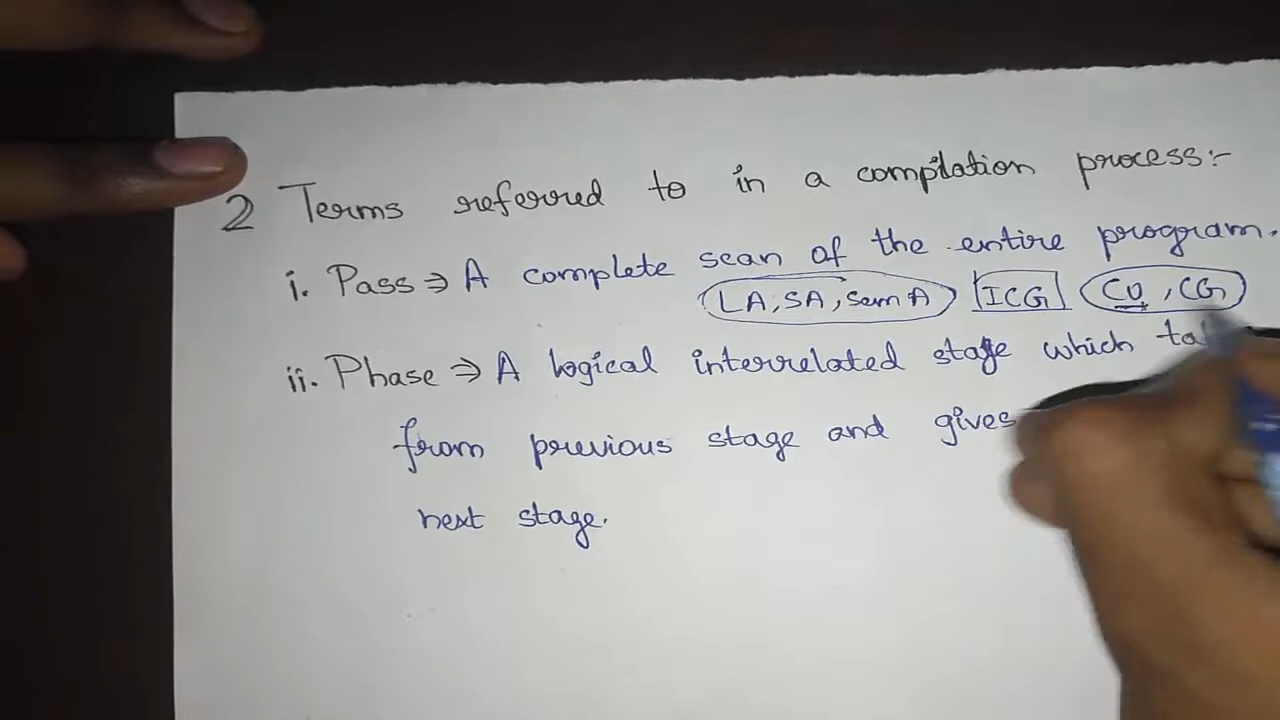 2 Terms referred to in a compilation process:-
i. Pass ⇒ A complete scan of the entire program.
LA, SA, Sem A ICG CO, CG
ii. Phase ⇒ A logical interrelated stage which
from previous stage and gives
next stage.